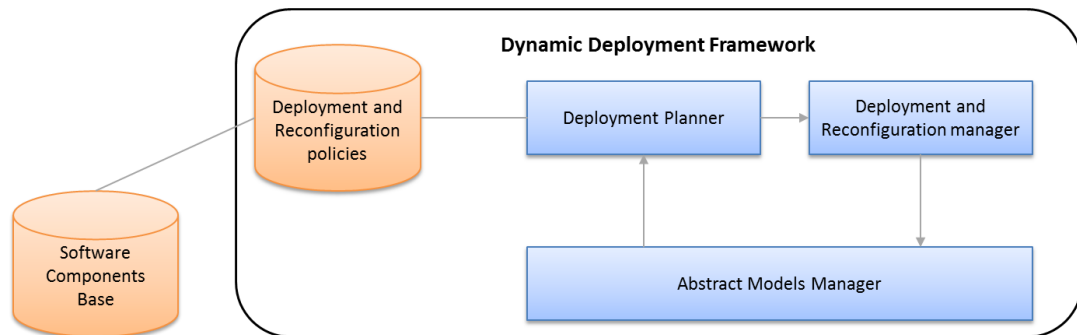 Dynamic Deployment Framework
Deployment and
Reconfiguration
policies
Deployment Planner
Deployment and
Reconfiguration manager
Software
Components
Base
Abstract Models Manager